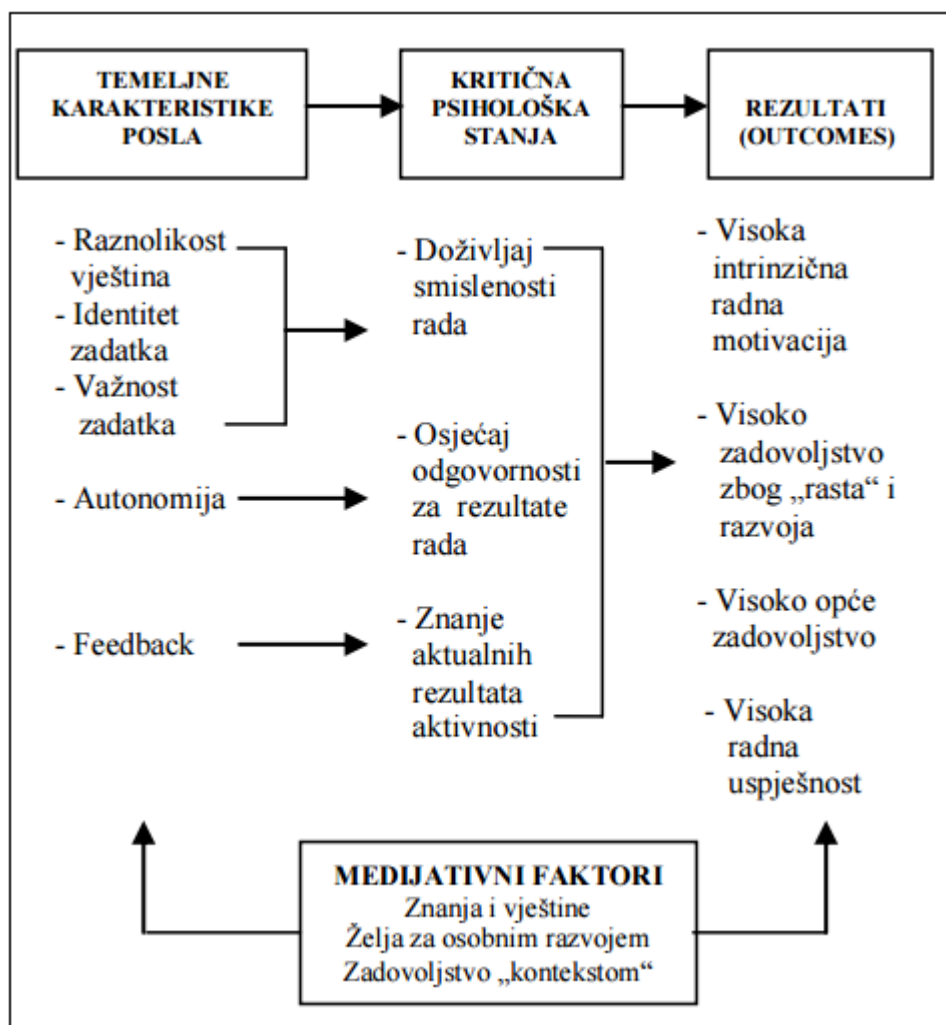 TEMELJNE
KARAKTERISTIKE
POSLA
KRITIČNA
PSIHOLOŠKA
STANJA
REZULTATI
(OUTCOMES)
- Raznolikost
vještina
- Identitet
zadatka
- Važnost
zadatka
- Autonomija
- Feedback
- Doživljaj
smislenosti
rada
- Osjećaj
odgovornosti
za rezultate
rada
- Znanje
aktualnih
rezultata
aktivnosti
- Visoka
intrinzična
radna
motivacija
- Visoko
zadovoljstvo
zbog „rasta“ i
razvoja
- Visoko opće
zadovoljstvo
- Visoka
radna
uspješnost
MEDIJATIVNI FAKTORI
Znanja i vještine
Želja za osobnim razvojem
Zadovoljstvo „kontekstom“